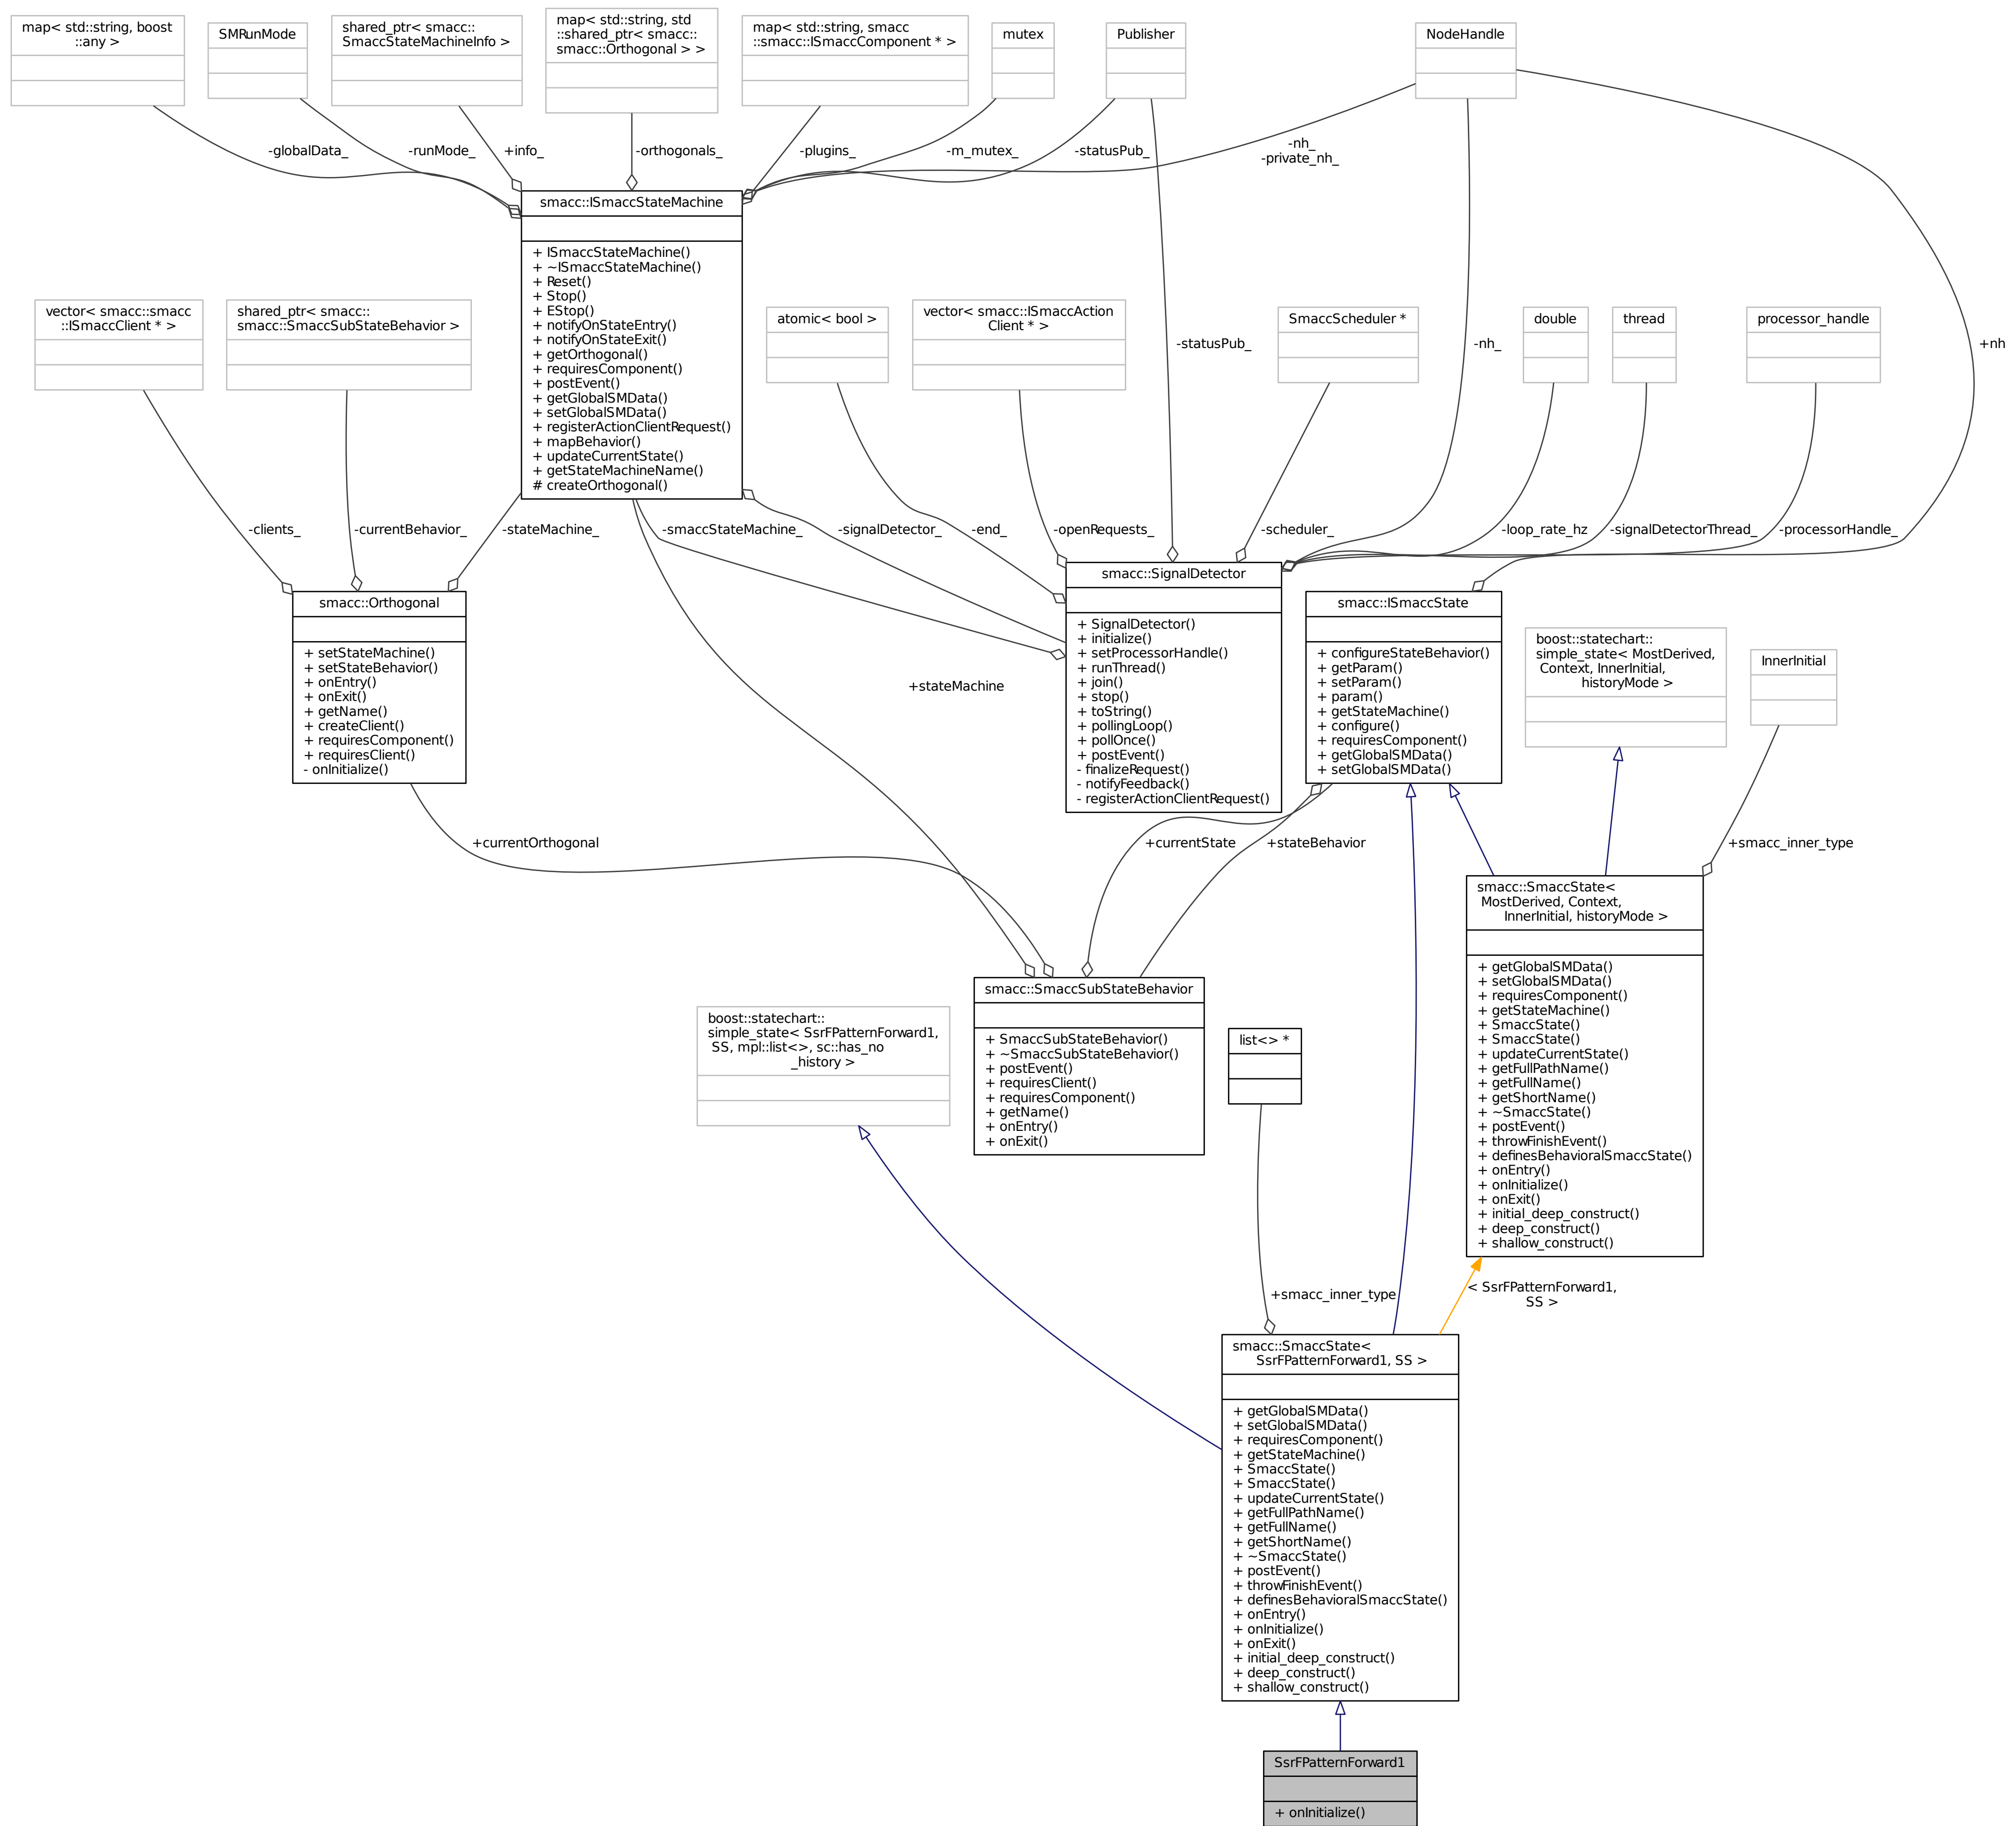 map< std::string, boost
::any >
SMRunMode
shared_ptr< smacc::
SmaccStateMachineInfo >
map< std::string, std
::shared_ptr< smacc::
smacc::Orthogonal > >
map< std::string, smacc
::smacc::ISmaccComponent * >
mutex
Publisher
NodeHandle
-globalData_
-runMode_
+info_
-orthogonals_
-plugins_
-m_mutex_
-statusPub_
-nh_
-private_nh_
smacc::ISmaccStateMachine
+ ISmaccStateMachine()
+ ~ISmaccStateMachine()
+ Reset()
+ Stop()
+ EStop()
+ notifyOnStateEntry()
+ notifyOnStateExit()
+ getOrthogonal()
+ requiresComponent()
+ postEvent()
+ getGlobalSMData()
+ setGlobalSMData()
+ registerActionClientRequest()
+ mapBehavior()
+ updateCurrentState()
+ getStateMachineName()
# createOrthogonal()
vector< smacc::smacc
::ISmaccClient * >
shared_ptr< smacc::
smacc::SmaccSubStateBehavior >
atomic< bool >
vector< smacc::ISmaccAction
Client * >
SmaccScheduler *
double
thread
processor_handle
-statusPub_
-nh_
+nh
-clients_
-currentBehavior_
-stateMachine_
-smaccStateMachine_
-signalDetector_
-end_
-openRequests_
-scheduler_
-loop_rate_hz
-signalDetectorThread_
-processorHandle_
smacc::Orthogonal
+ setStateMachine()
+ setStateBehavior()
+ onEntry()
+ onExit()
+ getName()
+ createClient()
+ requiresComponent()
+ requiresClient()
- onInitialize()
+stateMachine
smacc::SignalDetector
+ SignalDetector()
+ initialize()
+ setProcessorHandle()
+ runThread()
+ join()
+ stop()
+ toString()
+ pollingLoop()
+ pollOnce()
+ postEvent()
- finalizeRequest()
- notifyFeedback()
- registerActionClientRequest()
smacc::ISmaccState
+ configureStateBehavior()
+ getParam()
+ setParam()
+ param()
+ getStateMachine()
+ configure()
+ requiresComponent()
+ getGlobalSMData()
+ setGlobalSMData()
boost::statechart::
simple_state< MostDerived,
Context, InnerInitial,
historyMode >
InnerInitial
+currentOrthogonal
+currentState
+stateBehavior
+smacc_inner_type
smacc::SmaccState<
MostDerived, Context,
InnerInitial, historyMode >
+ getGlobalSMData()
+ setGlobalSMData()
+ requiresComponent()
+ getStateMachine()
+ SmaccState()
+ SmaccState()
+ updateCurrentState()
+ getFullPathName()
+ getFullName()
+ getShortName()
+ ~SmaccState()
+ postEvent()
+ throwFinishEvent()
+ definesBehavioralSmaccState()
+ onEntry()
+ onInitialize()
+ onExit()
+ initial_deep_construct()
+ deep_construct()
+ shallow_construct()
boost::statechart::
simple_state< SsrFPatternForward1,
SS, mpl::list<>, sc::has_no
_history >
smacc::SmaccSubStateBehavior
+ SmaccSubStateBehavior()
+ ~SmaccSubStateBehavior()
+ postEvent()
+ requiresClient()
+ requiresComponent()
+ getName()
+ onEntry()
+ onExit()
list<> *
+smacc_inner_type
< SsrFPatternForward1,
SS >
smacc::SmaccState<
SsrFPatternForward1, SS >
+ getGlobalSMData()
+ setGlobalSMData()
+ requiresComponent()
+ getStateMachine()
+ SmaccState()
+ SmaccState()
+ updateCurrentState()
+ getFullPathName()
+ getFullName()
+ getShortName()
+ ~SmaccState()
+ postEvent()
+ throwFinishEvent()
+ definesBehavioralSmaccState()
+ onEntry()
+ onInitialize()
+ onExit()
+ initial_deep_construct()
+ deep_construct()
+ shallow_construct()
SsrFPatternForward1
+ onInitialize()